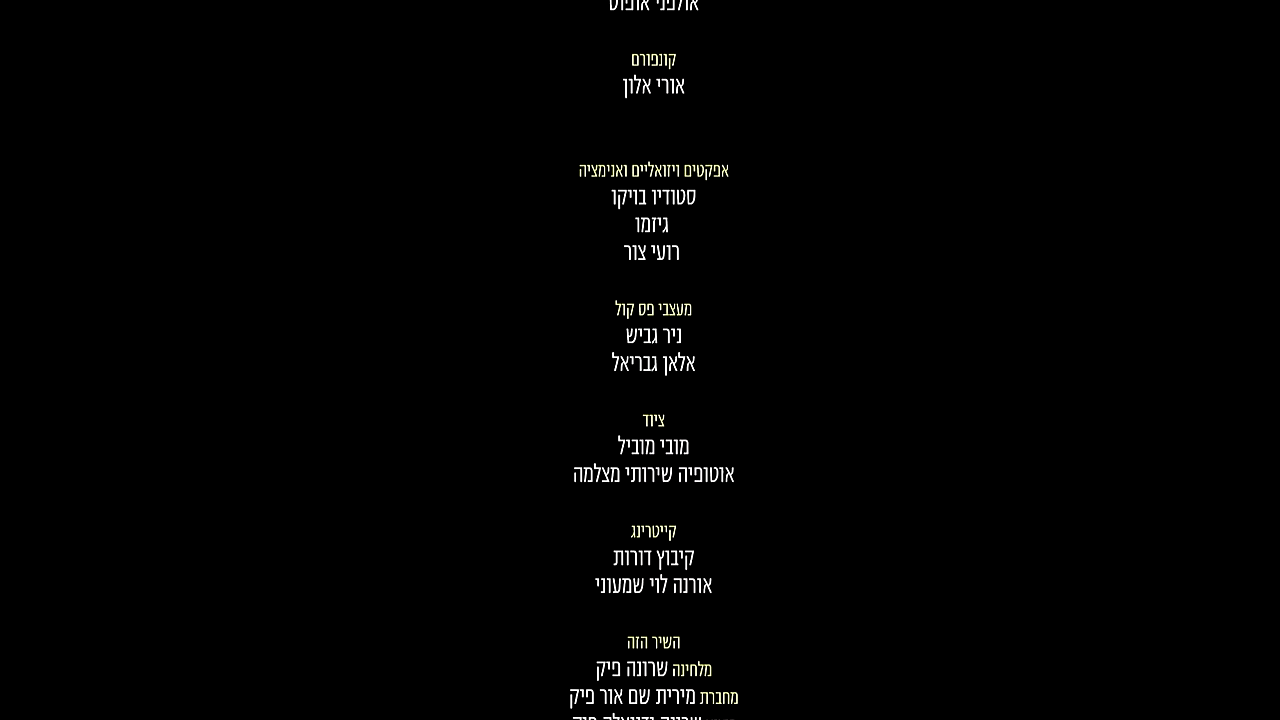 אולפני אופוס
קונפורם
אורי אלון
אפקטים ויזואליים ואנימציה
סטודיו בויקו
גיזמו
רועי צור
מעצבי פס קול
ניר גביש
אלאן גבריאל
ציוד
מובי מוביל
אוטופיה שירותי מצלמה
קייטרינג
קיבוץ דורות
אורנה לוי שמעוני
השיר הזה
מלחינה שרונה פיק
מחברת מירית שם אור פיק